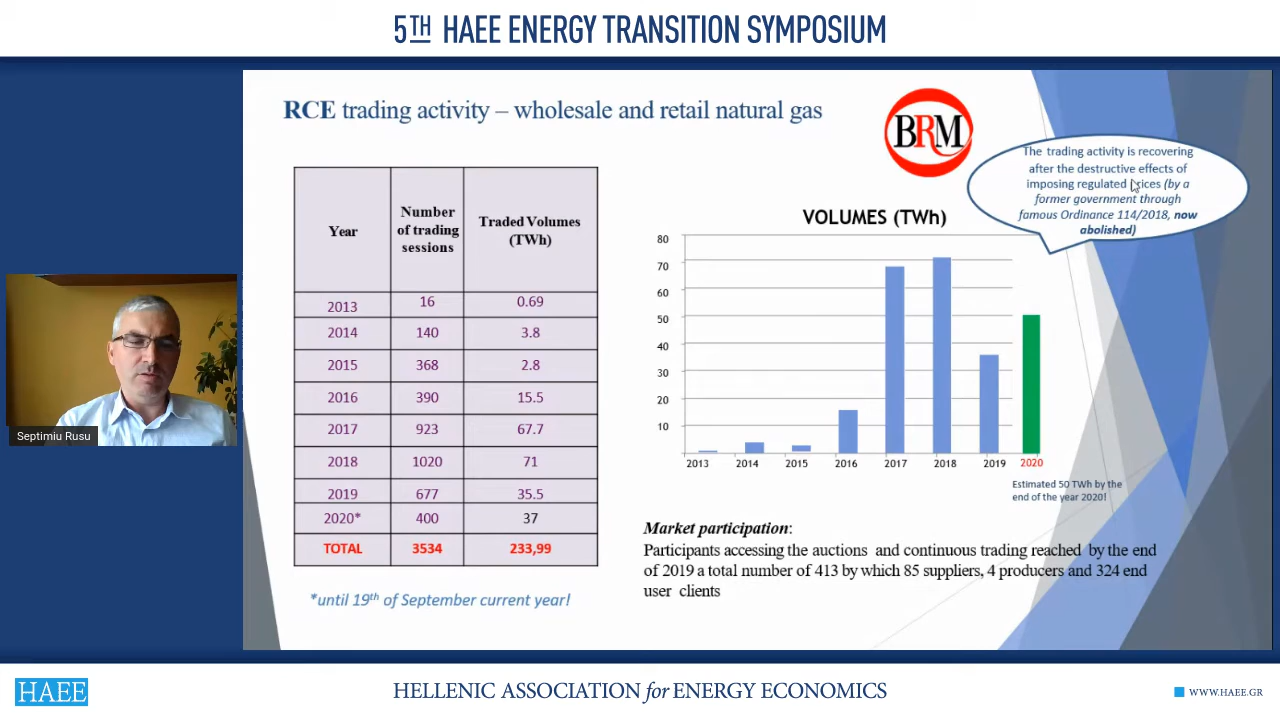 5TH HAEE ENERGY TRANSITION SYMPOSIUM
RCE trading activity – wholesale and retail natural gas
BRM
The trading activity is recovering
after the destructive effects of
imposing regulated prices (by a
former government through
famous Ordinance 114/2018, now
abolished)
Year
Number
of trading
sessions
Traded Volumes
(TWh)
2013 16 0.69
2014 140 3.8
2015 368 2.8
2016 390 15.5
2017 923 67.7
2018 1020 71
2019 677 35.5
2020* 400 37
TOTAL 3534 233,99
*until 19th of September current year!
VOLUMES (TWh)
80
70
60
50
40
30
20
10
2013 2014 2015 2016 2017 2018 2019 2020
Estimated 50 TWh by the
end of the year 2020!
Market participation:
Participants accessing the auctions and continuous trading reached by the end
of 2019 a total number of 413 by which 85 suppliers, 4 producers and 324 end
user clients
Septimiu Rusu
HAEE
HELLENIC ASSOCIATION for ENERGY ECONOMICS
WWW.HAEE.GR